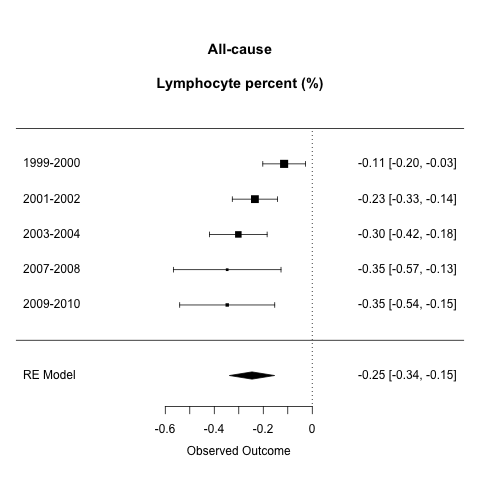 All-cause
Lymphocyte percent (%)
1999-2000 -0.11 [-0.20, -0.03]
2001-2002 -0.23 [-0.33, -0.14]
2003-2004 -0.30 [-0.42, -0.18]
2007-2008 -0.35 [-0.57, -0.13]
2009-2010 -0.35 [-0.54, -0.15]
RE Model -0.25 [-0.34, -0.15]
-0.6 -0.4 -0.2 0
Observed Outcome